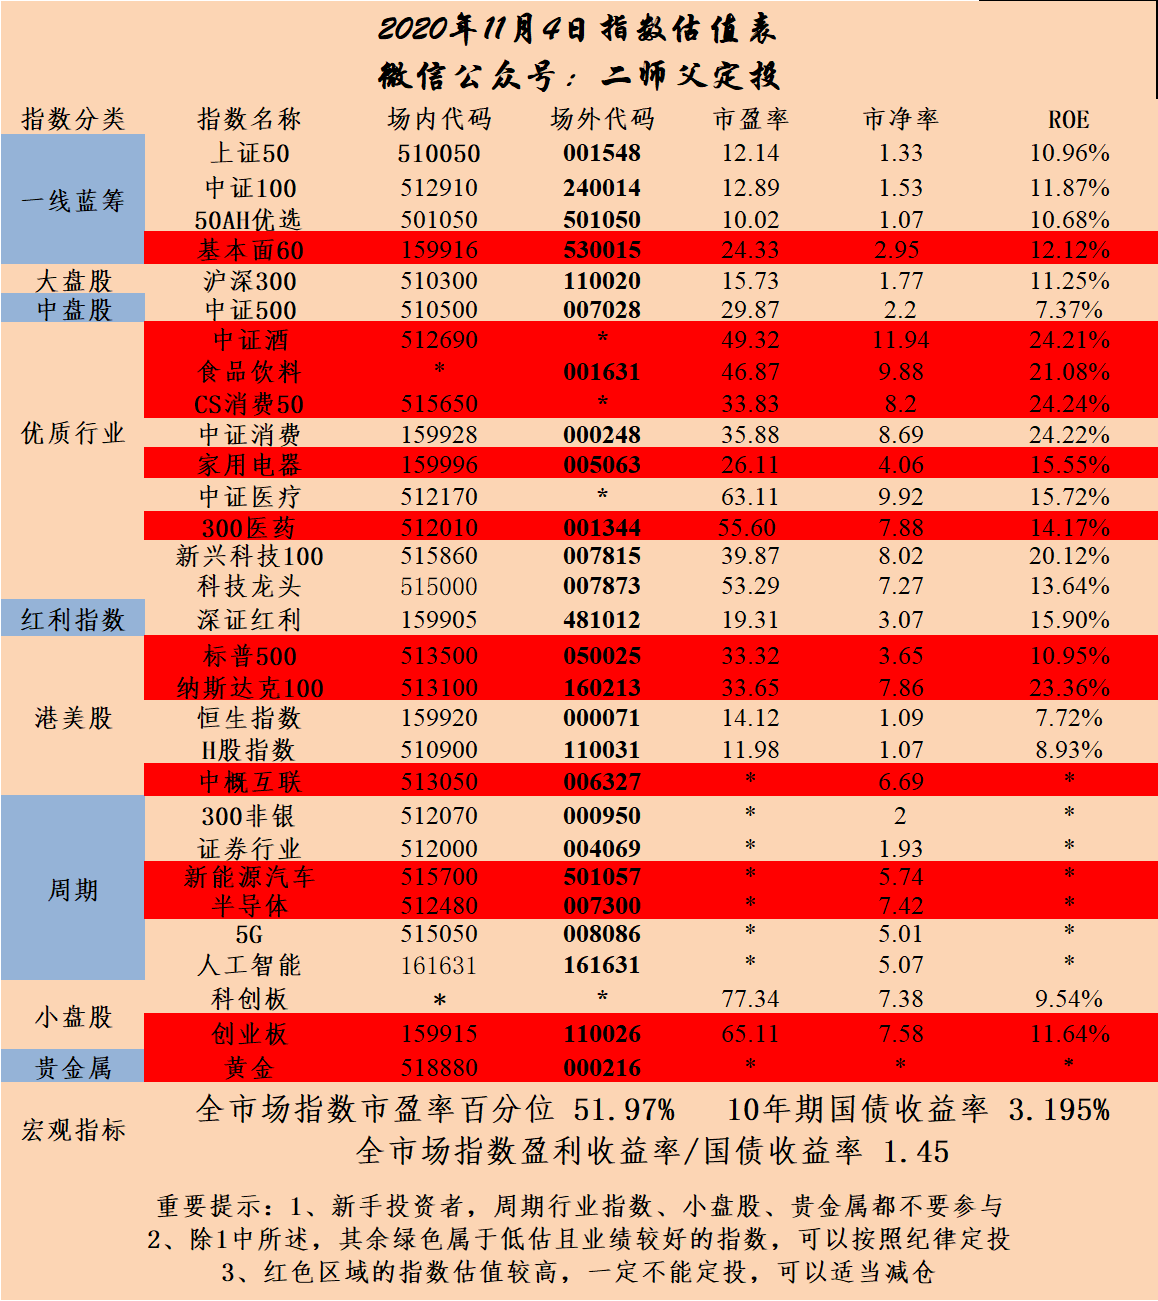 2020年11月4日指数估值表
微信公众号：二师父定投
指数分类 指数名称 场内代码 场外代码 市盈率 市净率 ROE
一线蓝筹 上证50 510050 001548 12.14 1.33 10.96%
中证100 512910 240014 12.89 1.53 11.87%
50AH优选 501050 501050 10.02 1.07 10.68%
基本面60 159916 530015 24.33 2.95 12.12%
大盘股 沪深300 510300 110020 15.73 1.77 11.25%
中盘股 中证500 510500 007028 29.87 2.2 7.37%
优质行业 中证酒 512690 * 49.32 11.94 24.21%
食品饮料 * 001631 46.87 9.88 21.08%
CS消费50 515650 * 33.83 8.2 24.24%
中证消费 159928 000248 35.88 8.69 24.22%
家用电器 159996 005063 26.11 4.06 15.55%
中证医疗 512170 * 63.11 9.92 15.72%
300医药 512010 001344 55.60 7.88 14.17%
新兴科技100 515860 007815 39.87 8.02 20.12%
科技龙头 515000 007873 53.29 7.27 13.64%
红利指数 深证红利 159905 481012 19.31 3.07 15.90%
港美股 标普500 513500 050025 33.32 3.65 10.95%
纳斯达克100 513100 160213 33.65 7.86 23.36%
恒生指数 159920 000071 14.12 1.09 7.72%
H股指数 510900 110031 11.98 1.07 8.93%
中概互联 513050 006327 * 6.69 *
周期 300非银 512070 000950 * 2 *
证券行业 512000 004069 * 1.93 *
新能源汽车 515700 501057 * 5.74 *
半导体 512480 007300 * 7.42 *
5G 515050 008086 * 5.01 *
人工智能 161631 161631 * 5.07 *
小盘股 科创板 * * 77.34 7.38 9.54%
创业板 159915 110026 65.11 7.58 11.64%
贵金属 黄金 518880 000216 * * *
宏观指标 全市场指数市盈率百分位 51.97% 10年期国债收益率 3.195%
全市场指数盈利收益率/国债收益率 1.45
重要提示：1、新手投资者，周期行业指数、小盘股、贵金属都不要参与
2、除1中所述，其余绿色属于低估且业绩较好的指数，可以按照纪律定投
3、红色区域的指数估值较高，一定不能定投，可以适当减仓